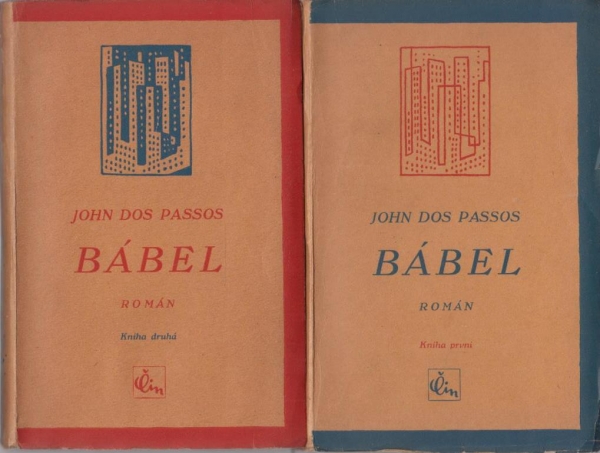 JOHN DOS PASSOS
BÁBEL
ROMÁN
Kniha druhá
Čin
JOHN DOS PASSOS
BÁBEL
ROMÁN
Kniha první
Čin